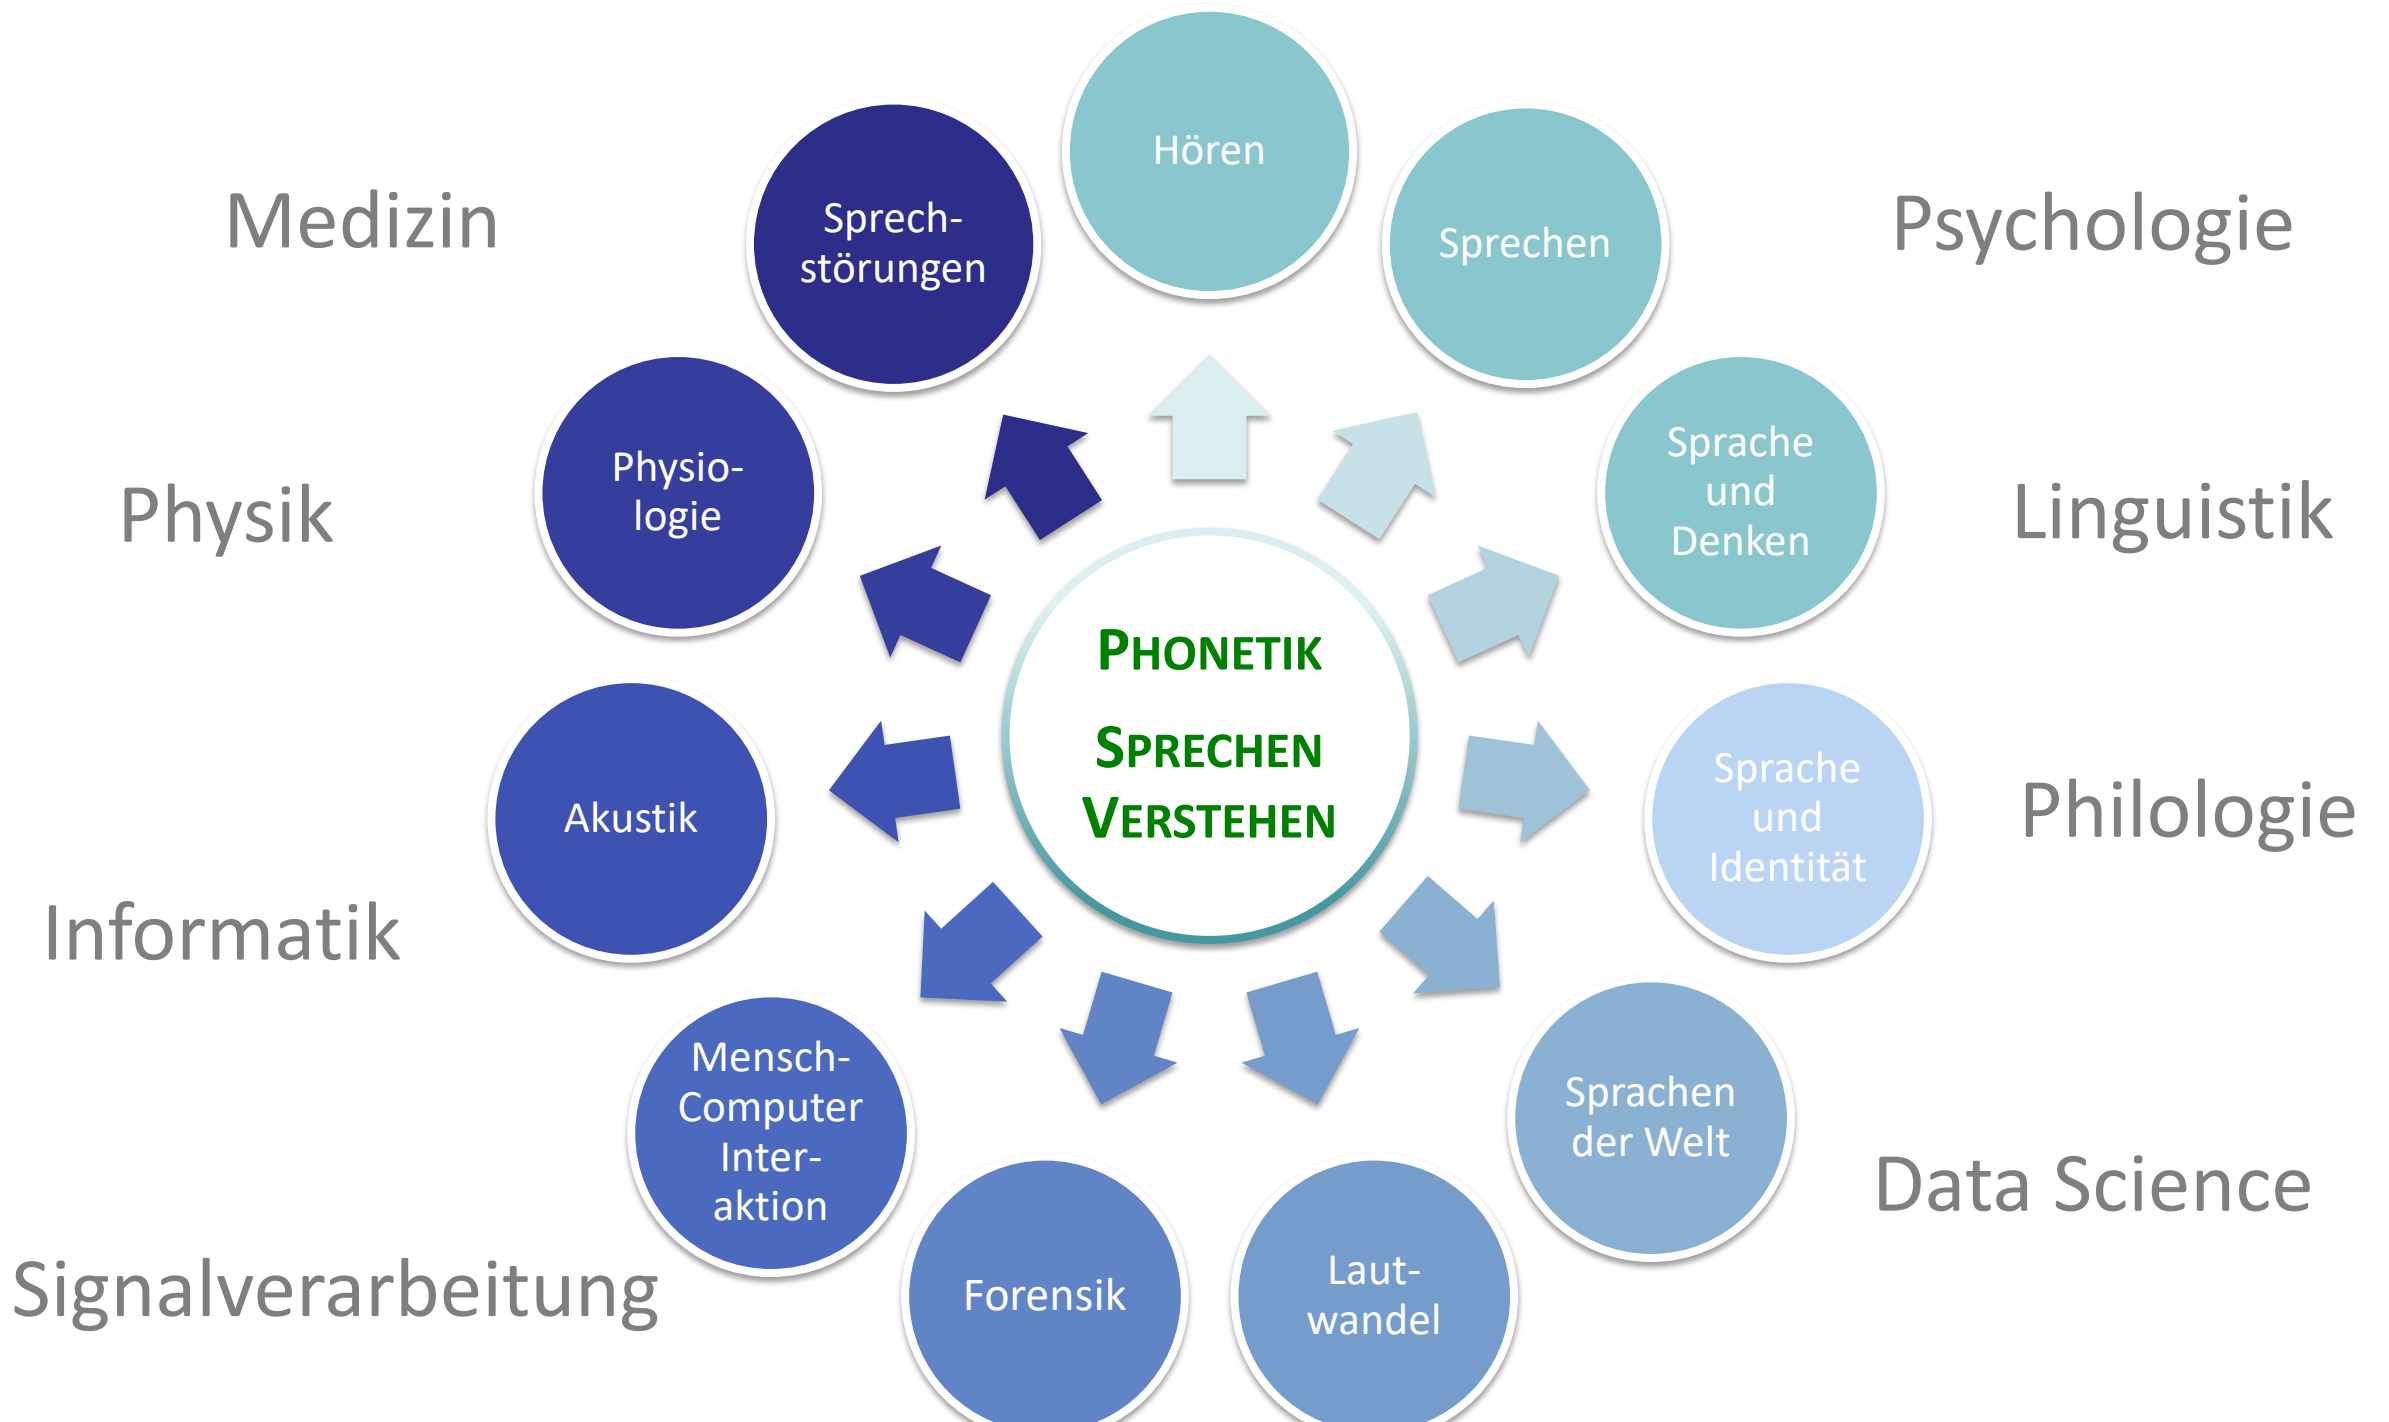 Hören
Sprechen
Sprache
und
Denken
Sprache
und
Identität
Sprachen
der Welt
Laut-
wandel
Forensik
Mensch-
Computer
Inter-
aktion
Akustik
Physio-
logie
Sprech-
störungen
PHONETIK
SPRECHEN
VERSTEHEN
Medizin
Physik
Informatik
Signalverarbeitung
Psychologie
Linguistik
Philologie
Data Science